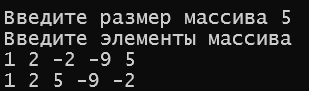 Введите размер массива 5
Введите элементы массива
1 2 -2 -9 5
1 2 5 -9 -2